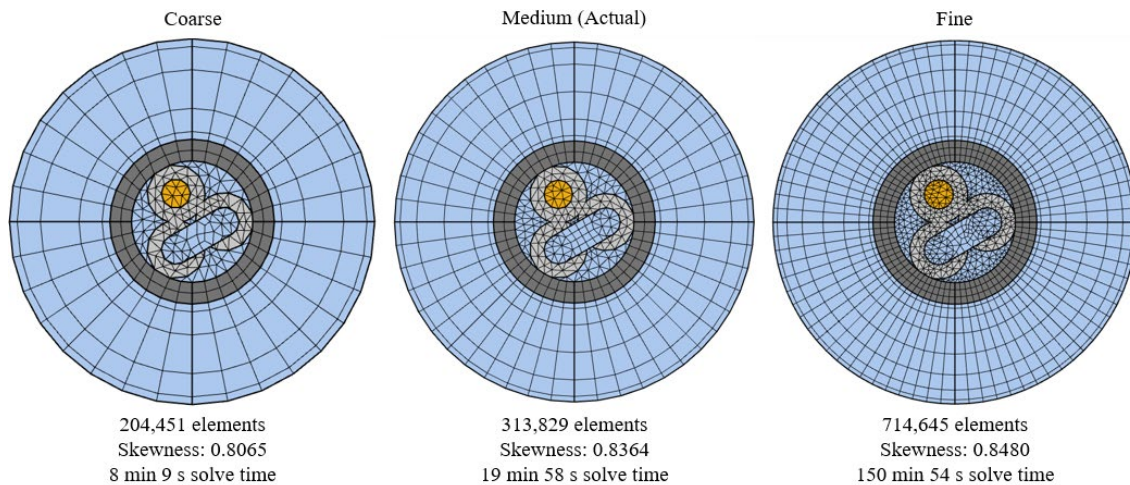 Coarse
Medium (Actual)
Fine
204,451 elements
Skewness: 0.8065
8 min 9 s solve time
313,829 elements
Skewness: 0.8364
19 min 58 s solve time
714,645 elements
Skewness: 0.8480
150 min 54 s solve time